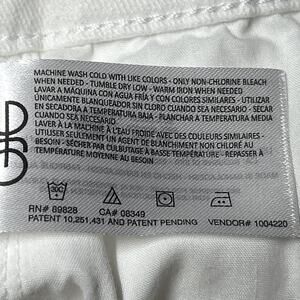 MACHINE WASH COLD WITH LIKE COLORS - ONLY NON-CHLORINE BLEACH
WHEN NEEDED - TUMBLE DRY LOW - WARM IRON WHEN NEEDED
LAVAR A MÁQUINA CON AGUA FRÍA Y CON COLORES SIMILARES - UTILIZAR
ÚNICAMENTE BLANQUEADOR SIN CLORO CUANDO SEA NECESARIO - SECAR
EN SECADORA A TEMPERATURA BAJA - PLANCHAR A TEMPERATURA MEDIA
CUANDO SEA NECESARIO
LAVER À LA MACHINE À L'EAU FROIDE AVEC DES COULEURS SIMILAIRES -
UTILISER SEULEMENT UN AGENT DE BLANCHIMENT NON CHLORÉ AU
BESOIN - SÉCHER PAR CULBUTAGE À BASSE TEMPÉRATURE - REPASSER À
TEMPÉRATURE MOYENNE AU BESOIN
RN# 89828 CA# 08349
PATENT 10,251,431 AND PATENT PENDING VENDOR# 1004220